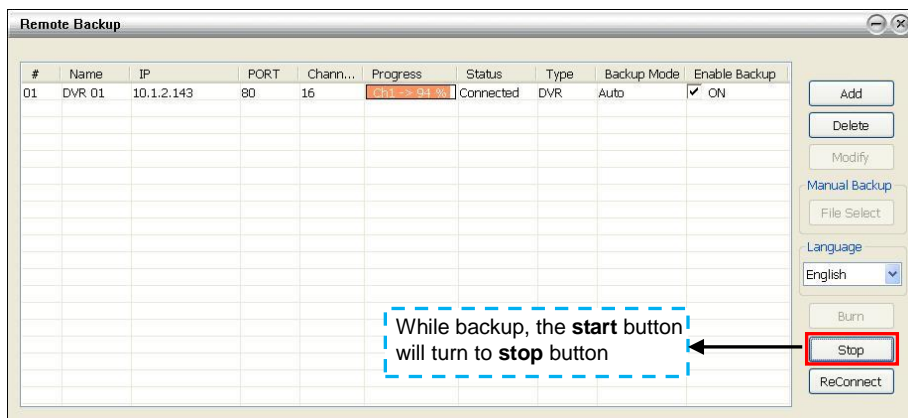 Remote Backup
# Name IP PORT Chann... Progress Status Type Backup Mode Enable Backup
01 DVR 01 10.1.2.143 80 16 Ch1 -> 94 % Connected DVR Auto ON
Add
Delete
Modify
Manual Backup
File Select
Language
English
Burn
While backup, the start button
will turn to stop button
Stop
ReConnect